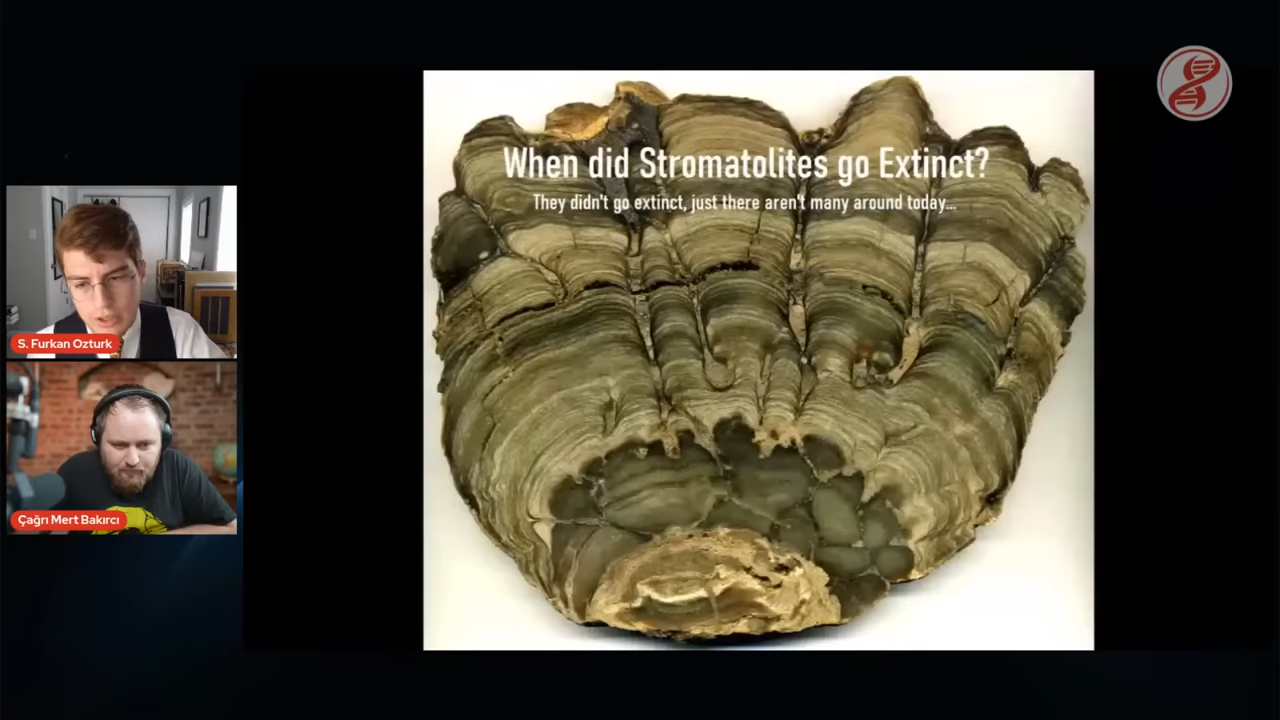 When did Stromatolites go Extinct?
They didn't go extinct, just there aren't many around today...
S. Furkan Ozturk
Çağrı Mert Bakırcı